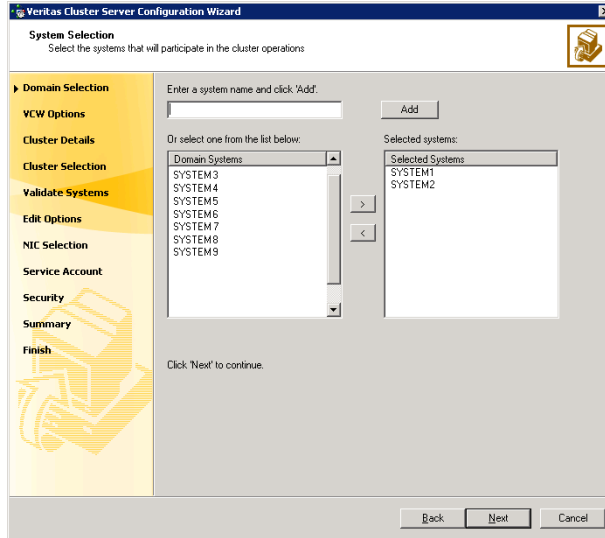 Veritas Cluster Server Configuration Wizard
System Selection
Select the systems that will participate in the cluster operations
Domain Selection
VCW Options
Cluster Details
Cluster Selection
Validate Systems
Edit Options
NIC Selection
Service Account
Security
Summary
Finish
Enter a system name and click 'Add'.
Add
Or select one from the list below:
Domain Systems
SYSTEM3
SYSTEM4
SYSTEM5
SYSTEM6
SYSTEM7
SYSTEM8
SYSTEM9
>
<
Selected systems:
Selected Systems
SYSTEM1
SYSTEM2
Click 'Next' to continue.
Back Next Cancel